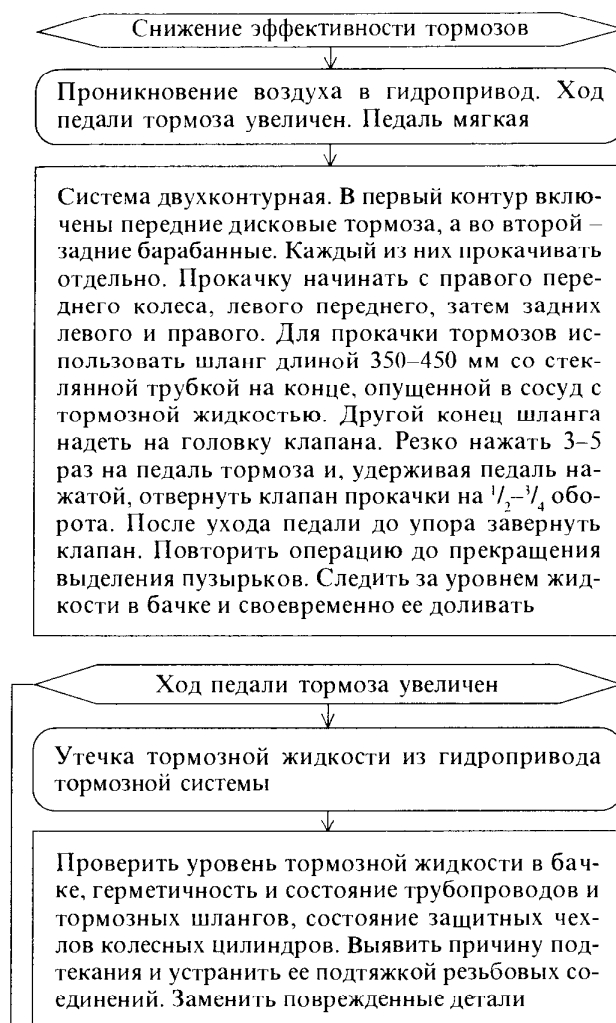 Снижение эффективности тормозов
Проникновение воздуха в гидропривод. Ход
педали тормоза увеличен. Педаль мягкая
Система двухконтурная. В первый контур вклю-
чены передние дисковые тормоза, а во второй –
задние барабанные. Каждый из них прокачивать
отдельно. Прокачку начинать с правого перед-
него колеса, левого переднего, затем задних
левого и правого. Для прокачки тормозов ис-
пользовать шланг длиной 350–450 мм со стек-
лянной трубкой на конце, опущенной в сосуд с
тормозной жидкостью. Другой конец шланга
надеть на головку клапана. Резко нажать 3–5
раз на педаль тормоза и, удерживая педаль на-
жатой, отвернуть клапан прокачки на 1/2–3/4 обо-
рота. После ухода педали до упора завернуть
клапан. Повторить операцию до прекращения
выделения пузырьков. Следить за уровнем жид-
кости в бачке и своевременно ее доливать
Ход педали тормоза увеличен
Утечка тормозной жидкости из гидропривода
тормозной системы
Проверить уровень тормозной жидкости в бач-
ке, герметичность и состояние трубопроводов и
тормозных шлангов, состояние защитных чех-
лов колесных цилиндров. Выявить причину под-
текания и устранить ее подтяжкой резьбовых со-
единений. Заменить поврежденные детали